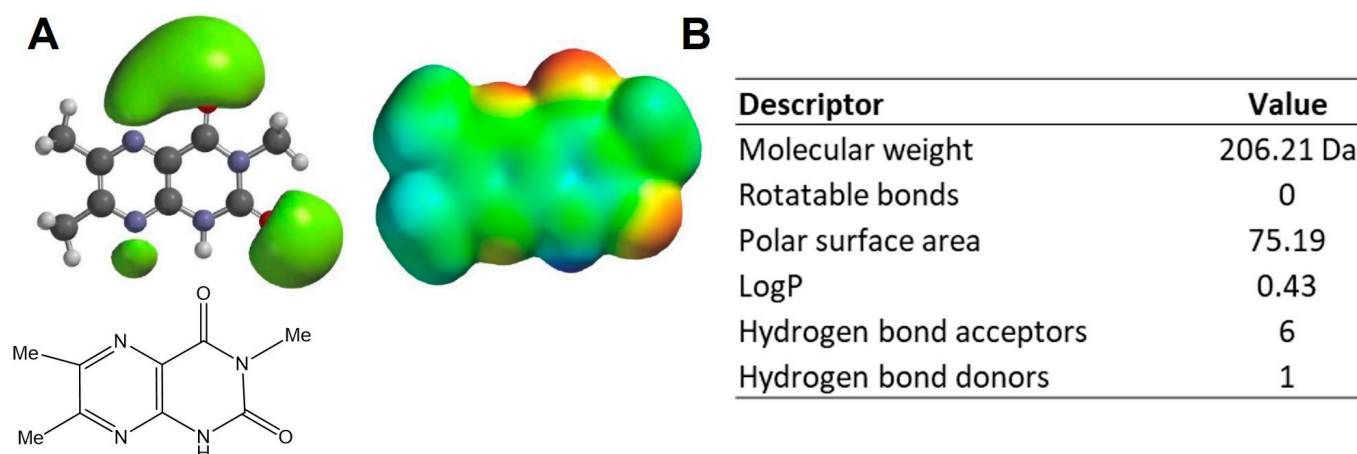 A
B
Descriptor Value
Molecular weight 206.21 Da
Rotatable bonds 0
Polar surface area 75.19
LogP 0.43
Hydrogen bond acceptors 6
Hydrogen bond donors 1
O
Me
N
Me
N
Me
N
NH
O